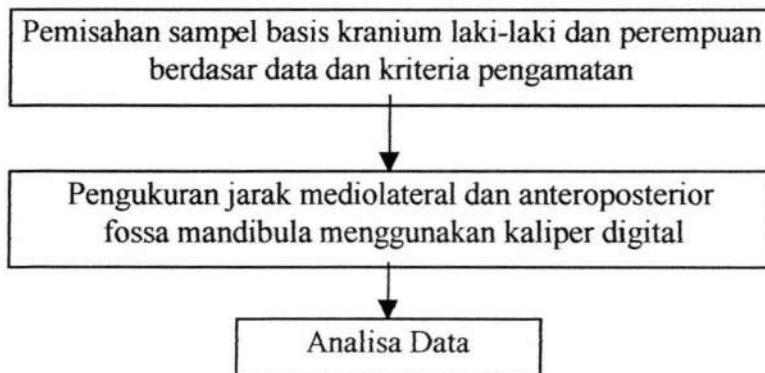 Pemisahan sampel basis kranium laki-laki dan perempuan
berdasar data dan kriteria pengamatan
Pengukuran jarak mediolateral dan anteroposterior
fossa mandibula menggunakan kaliper digital
Analisa Data